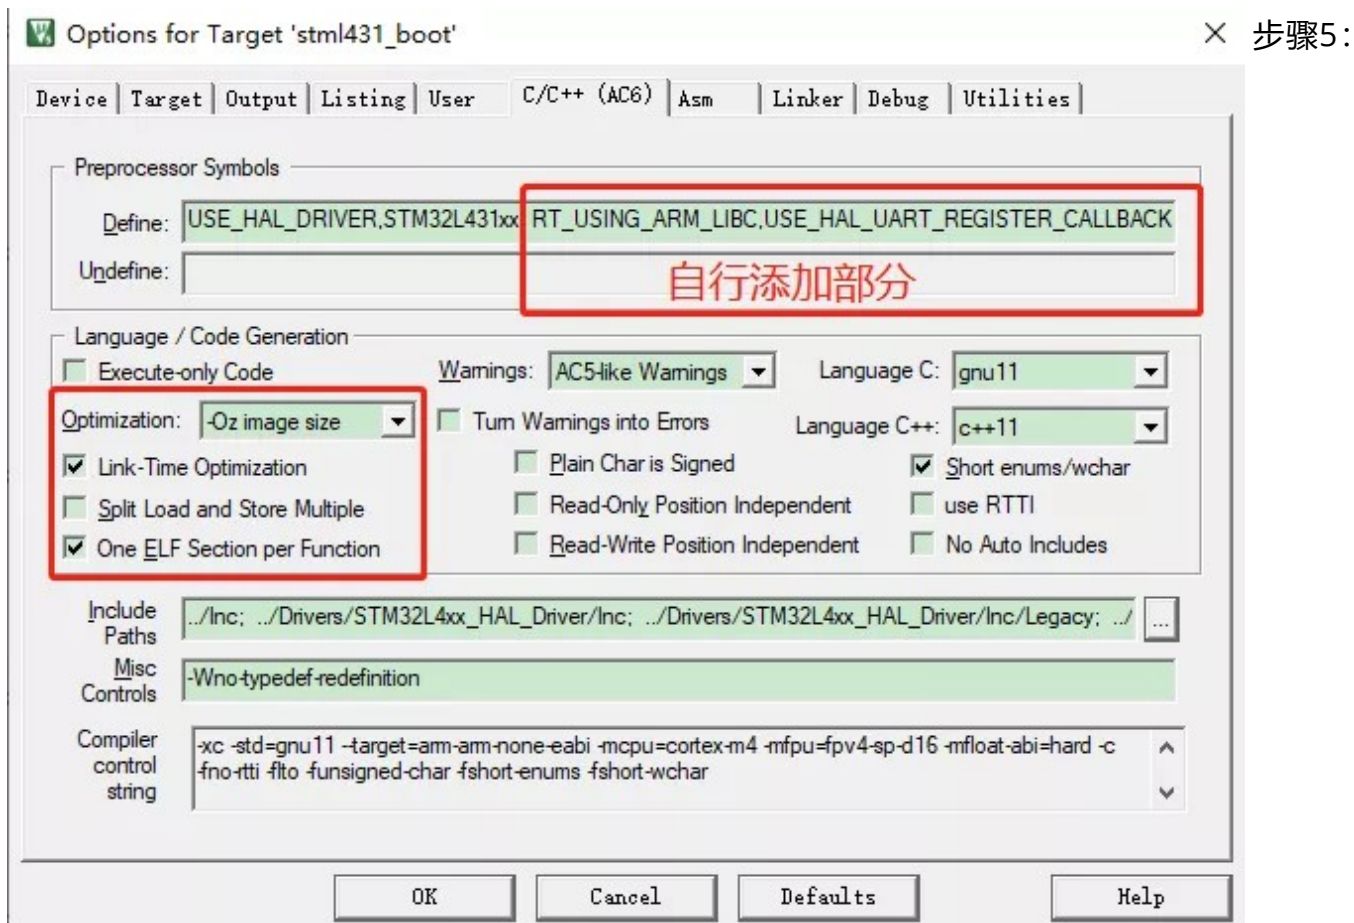 Options for Target 'stml431_boot'
步骤5：
Device
Target
Output
Listing
User
C/C++ (AC6)
Asm
Linker
Debug
Utilities
Preprocessor Symbols
Define:
USE_HAL_DRIVER,STM32L431xx, RT_USING_ARM_LIBC,USE_HAL_UART_REGISTER_CALLBACK
Undefine:
自行添加部分
Language / Code Generation
Execute-only Code
Warnings:
AC5-like Warnings
Language C:
gnu11
Optimization:
-Oz image size
Turn Warnings into Errors
Language C++:
c++11
Link-Time Optimization
Plain Char is Signed
Short enums/wchar
Split Load and Store Multiple
Read-Only Position Independent
use RTTI
One ELF Section per Function
Read-Write Position Independent
No Auto Includes
Include
Paths
../Inc; ../Drivers/STM32L4xx_HAL_Driver/Inc; ../Drivers/STM32L4xx_HAL_Driver/Inc/Legacy; ../
...
Misc
Controls
-Wno-typedef-redefinition
Compiler
control
string
-xc -std=gnu11 --target=arm-arm-none-eabi -mcpu=cortex-m4 -mfpu=fpv4-sp-d16 -mfloat-abi=hard -c
-fno-rtti -flto -funsigned-char -fshort-enums -fshort-wchar
OK
Cancel
Defaults
Help